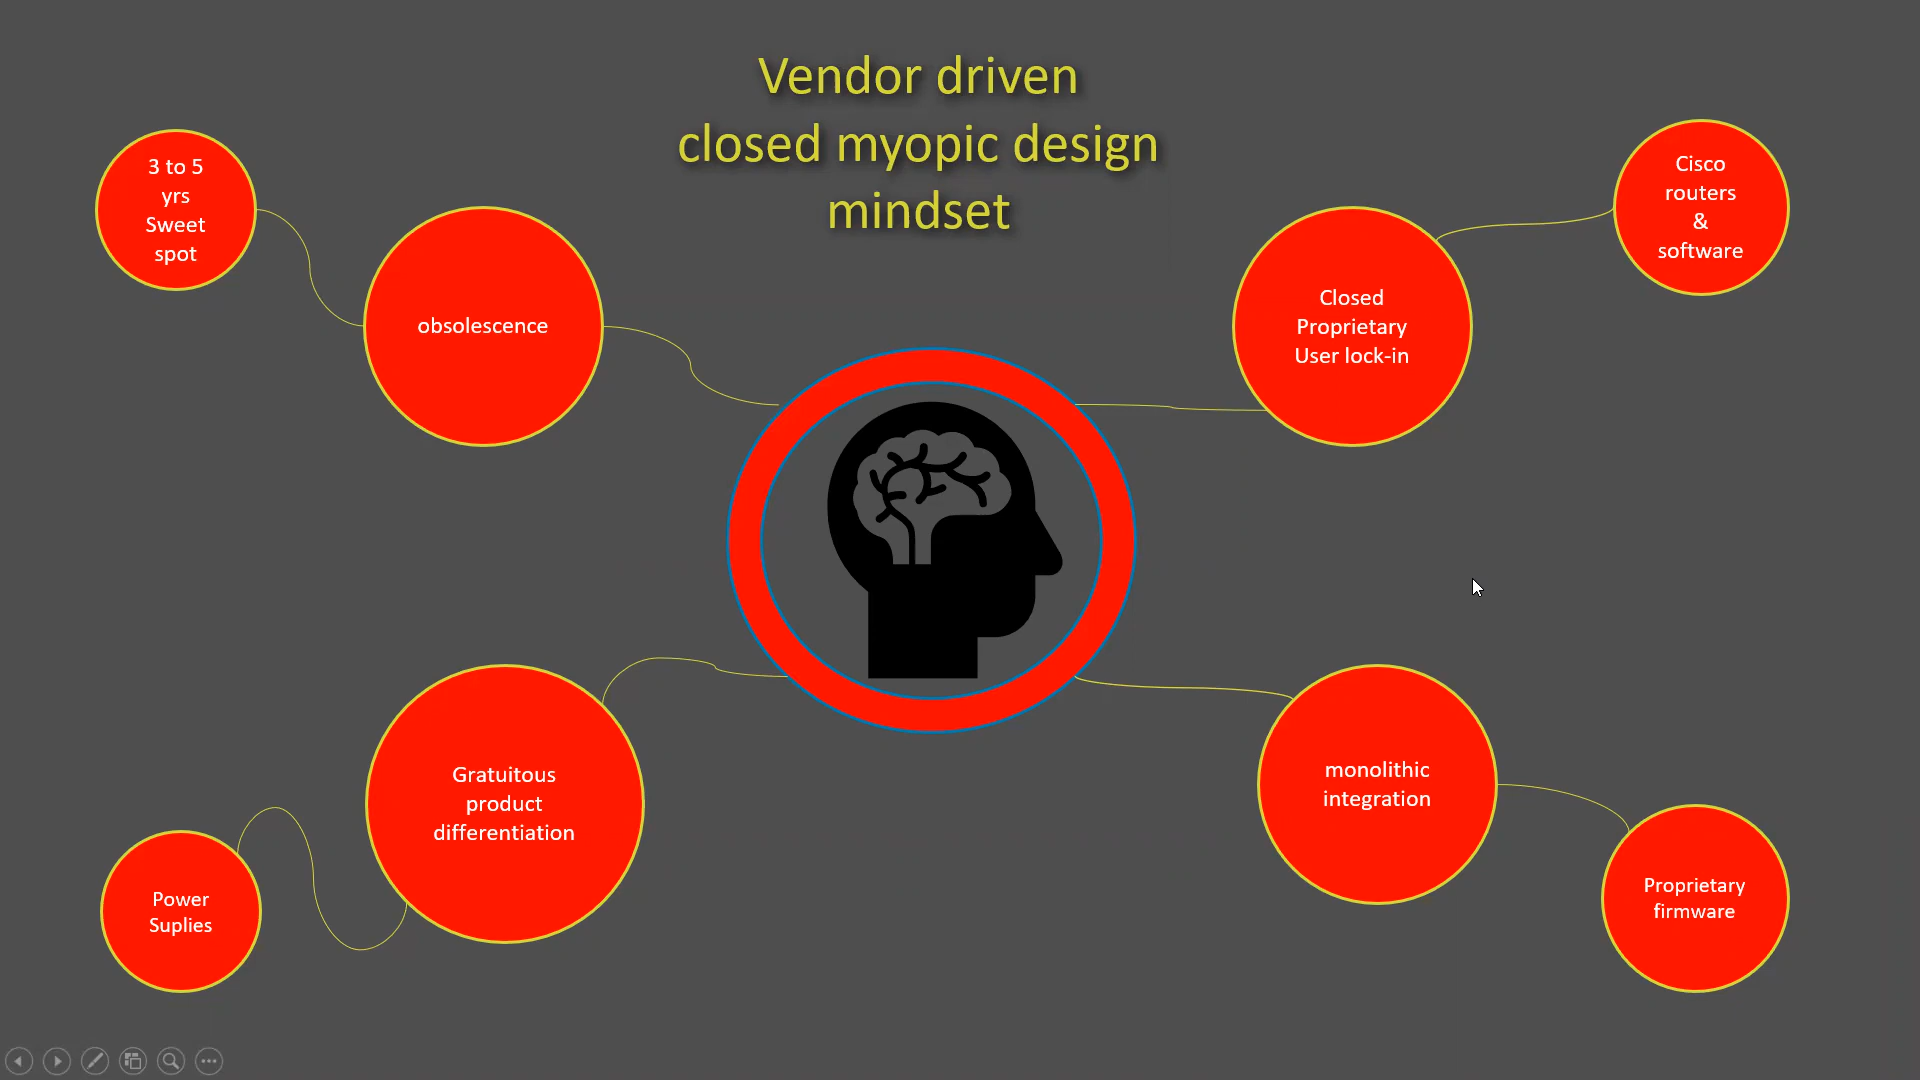 Vendor driven
closed myopic design
mindset
3 to 5
yrs
Sweet
spot
obsolescence
Closed
Proprietary
User lock-in
Cisco
routers
&
software
Gratuitous
product
differentiation
Power
Suplies
monolithic
integration
Proprietary
firmware